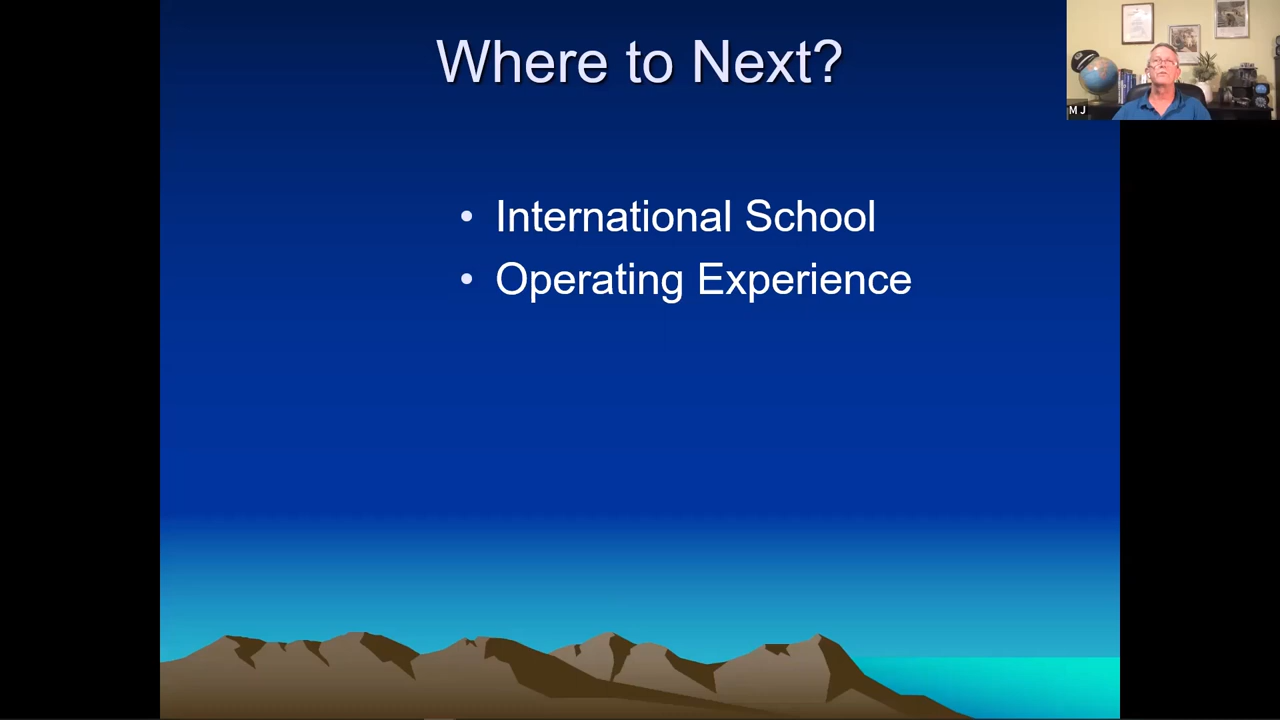 Where to Next?
M J
• International School
• Operating Experience